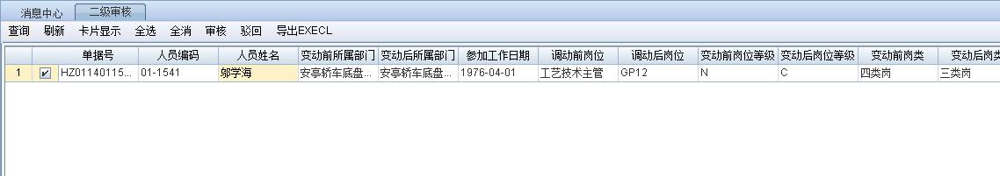 消息中心 二级审核
查询 刷新 卡片显示 全选 全消 审核 驳回 导出EXECL
单据号 人员编码 人员姓名 变动前所属部门 变动后所属部门 参加工作日期 调动前岗位 调动后岗位 变动前岗位等级 变动后岗位等级 变动前岗类 变动后岗类
1 HZ01140115... 01-1541 邬学海 安亭轿车底盘... 安亭轿车底盘... 1976-04-01 工艺技术主管 GP12 N C 四类岗 三类岗